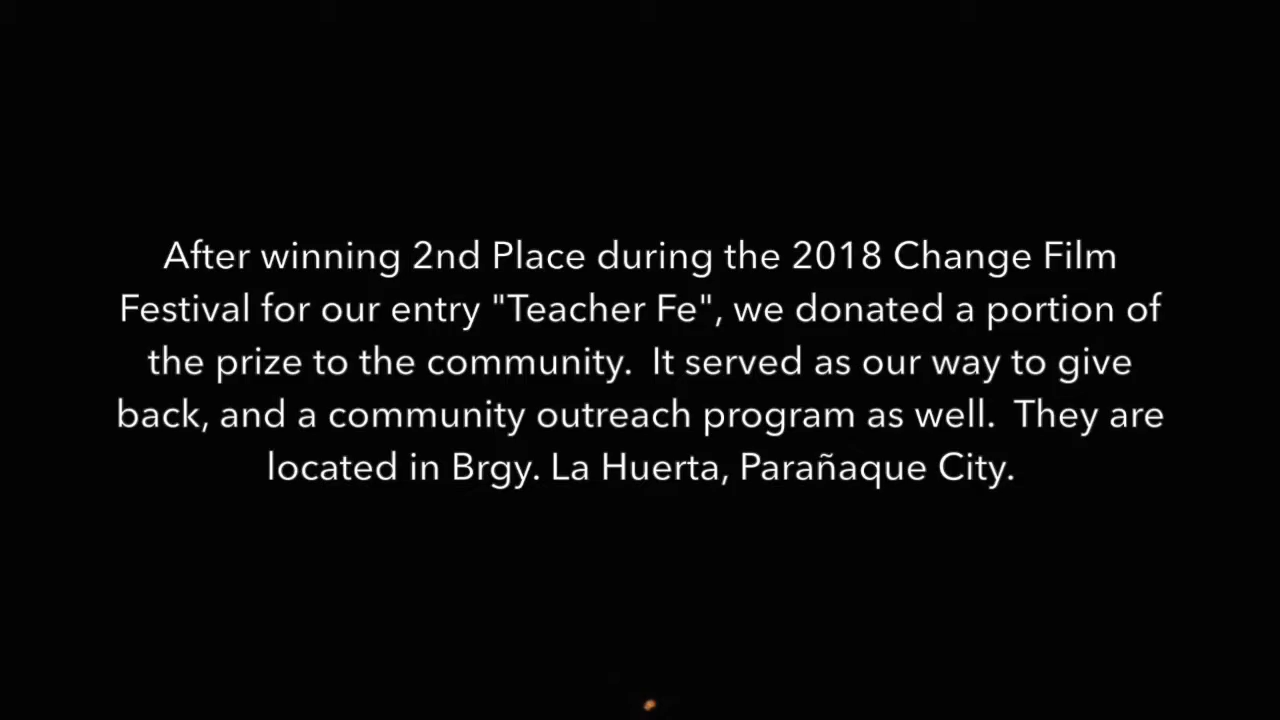 After winning 2nd Place during the 2018 Change Film
Festival for our entry "Teacher Fe", we donated a portion of
the prize to the community.  It served as our way to give
back, and a community outreach program as well.  They are
located in Brgy. La Huerta, Parañaque City.